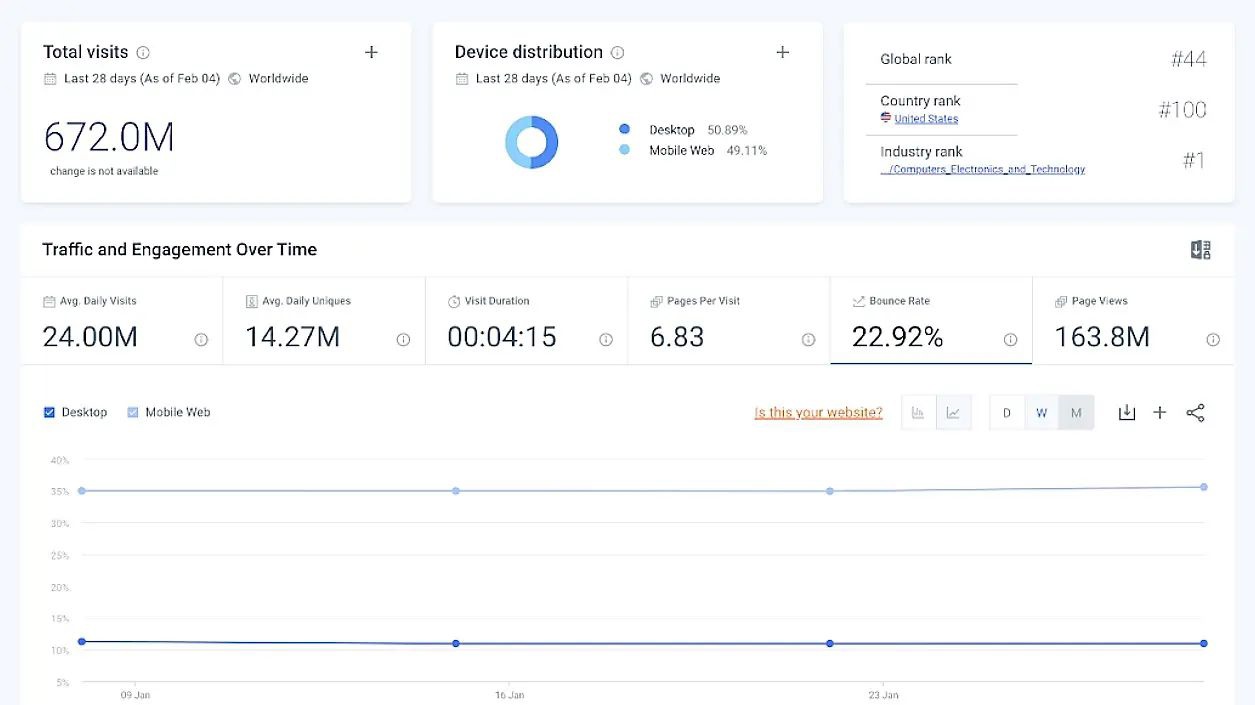 Total visits
Last 28 days (As of Feb 04) Worldwide
672.0M
change is not available
Device distribution
Last 28 days (As of Feb 04) Worldwide
Desktop 50.89%
Mobile Web 49.11%
Global rank #44
Country rank #100
United States
Industry rank #1
.../Computers_Electronics_and_Technology
Traffic and Engagement Over Time
Avg. Daily Visits
24.00M
Avg. Daily Uniques
14.27M
Visit Duration
00:04:15
Pages Per Visit
6.83
Bounce Rate
22.92%
Page Views
163.8M
Desktop Mobile Web Is this your website? D W M
40%
35%
30%
25%
20%
15%
10%
5%
09 Jan 16 Jan 23 Jan